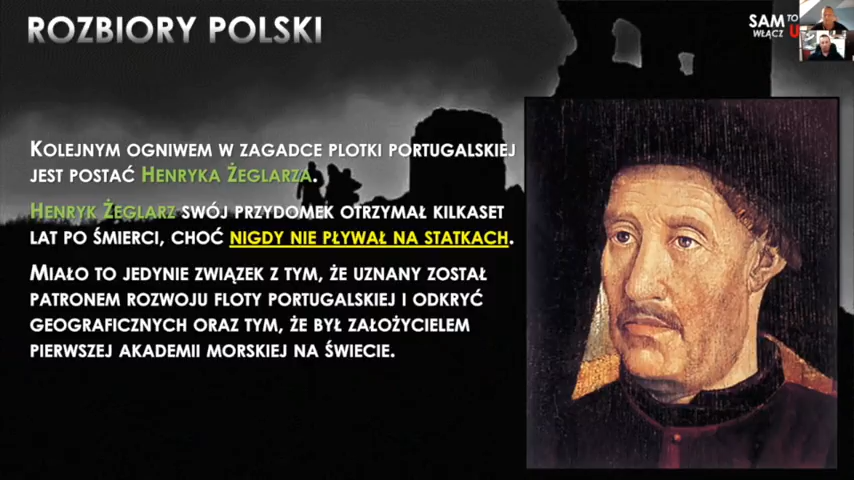 ROZBIORY POLSKI
SAM TO
WŁĄCZ
KOLEJNYM OGNIWEM W ZAGADCE PLOTKI PORTUGALSKIEJ
JEST POSTAĆ HENRYKA ŻEGLARZA.
HENRYK ŻEGLARZ SWÓJ PRZYDOMEK OTRZYMAŁ KILKASET
LAT PO ŚMIERCI, CHOĆ NIGDY NIE PŁYWAŁ NA STATKACH.
MIAŁO TO JEDYNIE ZWIĄZEK Z TYM, ŻE UZNANY ZOSTAŁ
PATRONEM ROZWOJU FLOTY PORTUGALSKIEJ I ODKRYĆ
GEOGRAFICZNYCH ORAZ TYM, ŻE BYŁ ZAŁOŻYCIELEM
PIERWSZEJ AKADEMII MORSKIEJ NA ŚWIECIE.